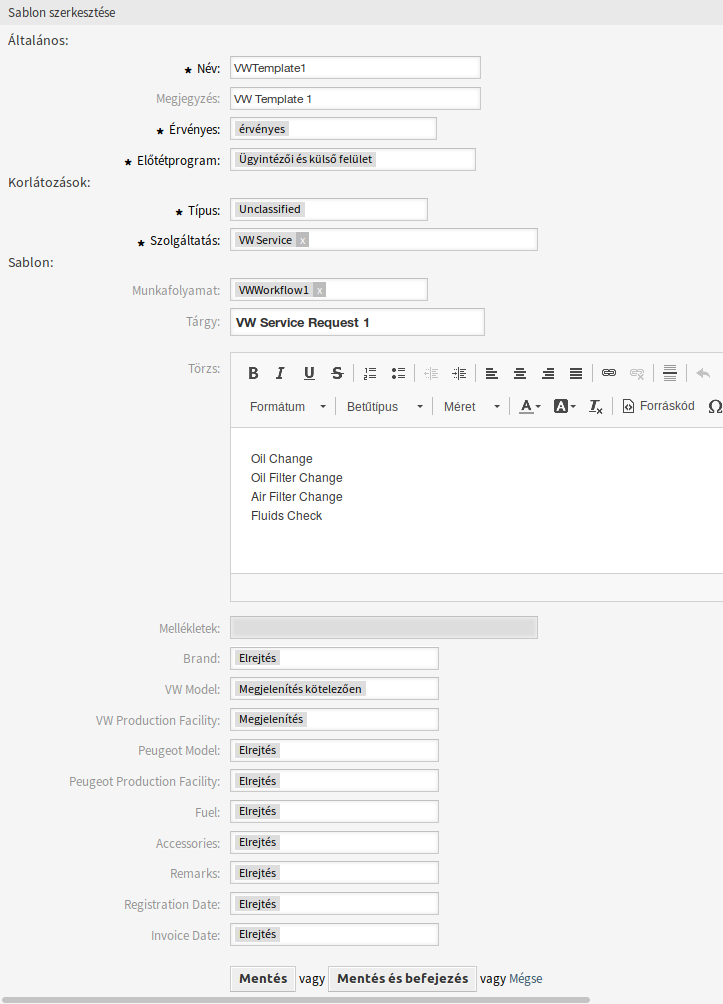 Sablon szerkesztése
Általános:
★ Név: VWTemplate1
Megjegyzés: VW Template 1
★ Érvényes: érvényes
★ Előtétprogram: Ügyintézői és külső felület
Korlátozások:
★ Típus: Unclassified
★ Szolgáltatás: VW Service x
Sablon:
Munkafolyamat: VWWorkflow1 x
Tárgy: VW Service Request 1
Törzs: B I U S
Formátum Betűtípus Méret A A Tx Forráskód Ω
Oil Change
Oil Filter Change
Air Filter Change
Fluids Check
Mellékletek:
Brand: Elrejtés
VW Model: Megjelenítés kötelezően
VW Production Facility: Megjelenítés
Peugeot Model: Elrejtés
Peugeot Production Facility: Elrejtés
Fuel: Elrejtés
Accessories: Elrejtés
Remarks: Elrejtés
Registration Date: Elrejtés
Invoice Date: Elrejtés
Mentés vagy Mentés és befejezés vagy Mégse